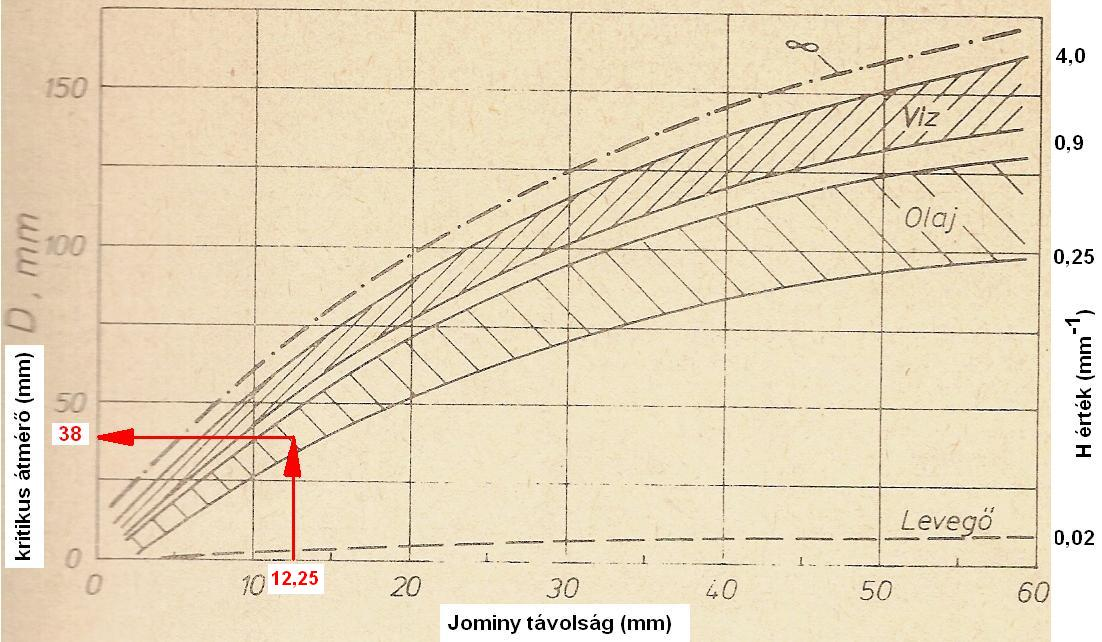 ∞
4,0
150
Víz
0,9
D, mm
100
Olaj
0,25
kritikus átmérő (mm)
H érték (mm-1)
50
38
Levegő
0,02
0
0
10
12,25
20
30
40
50
60
Jominy távolság (mm)